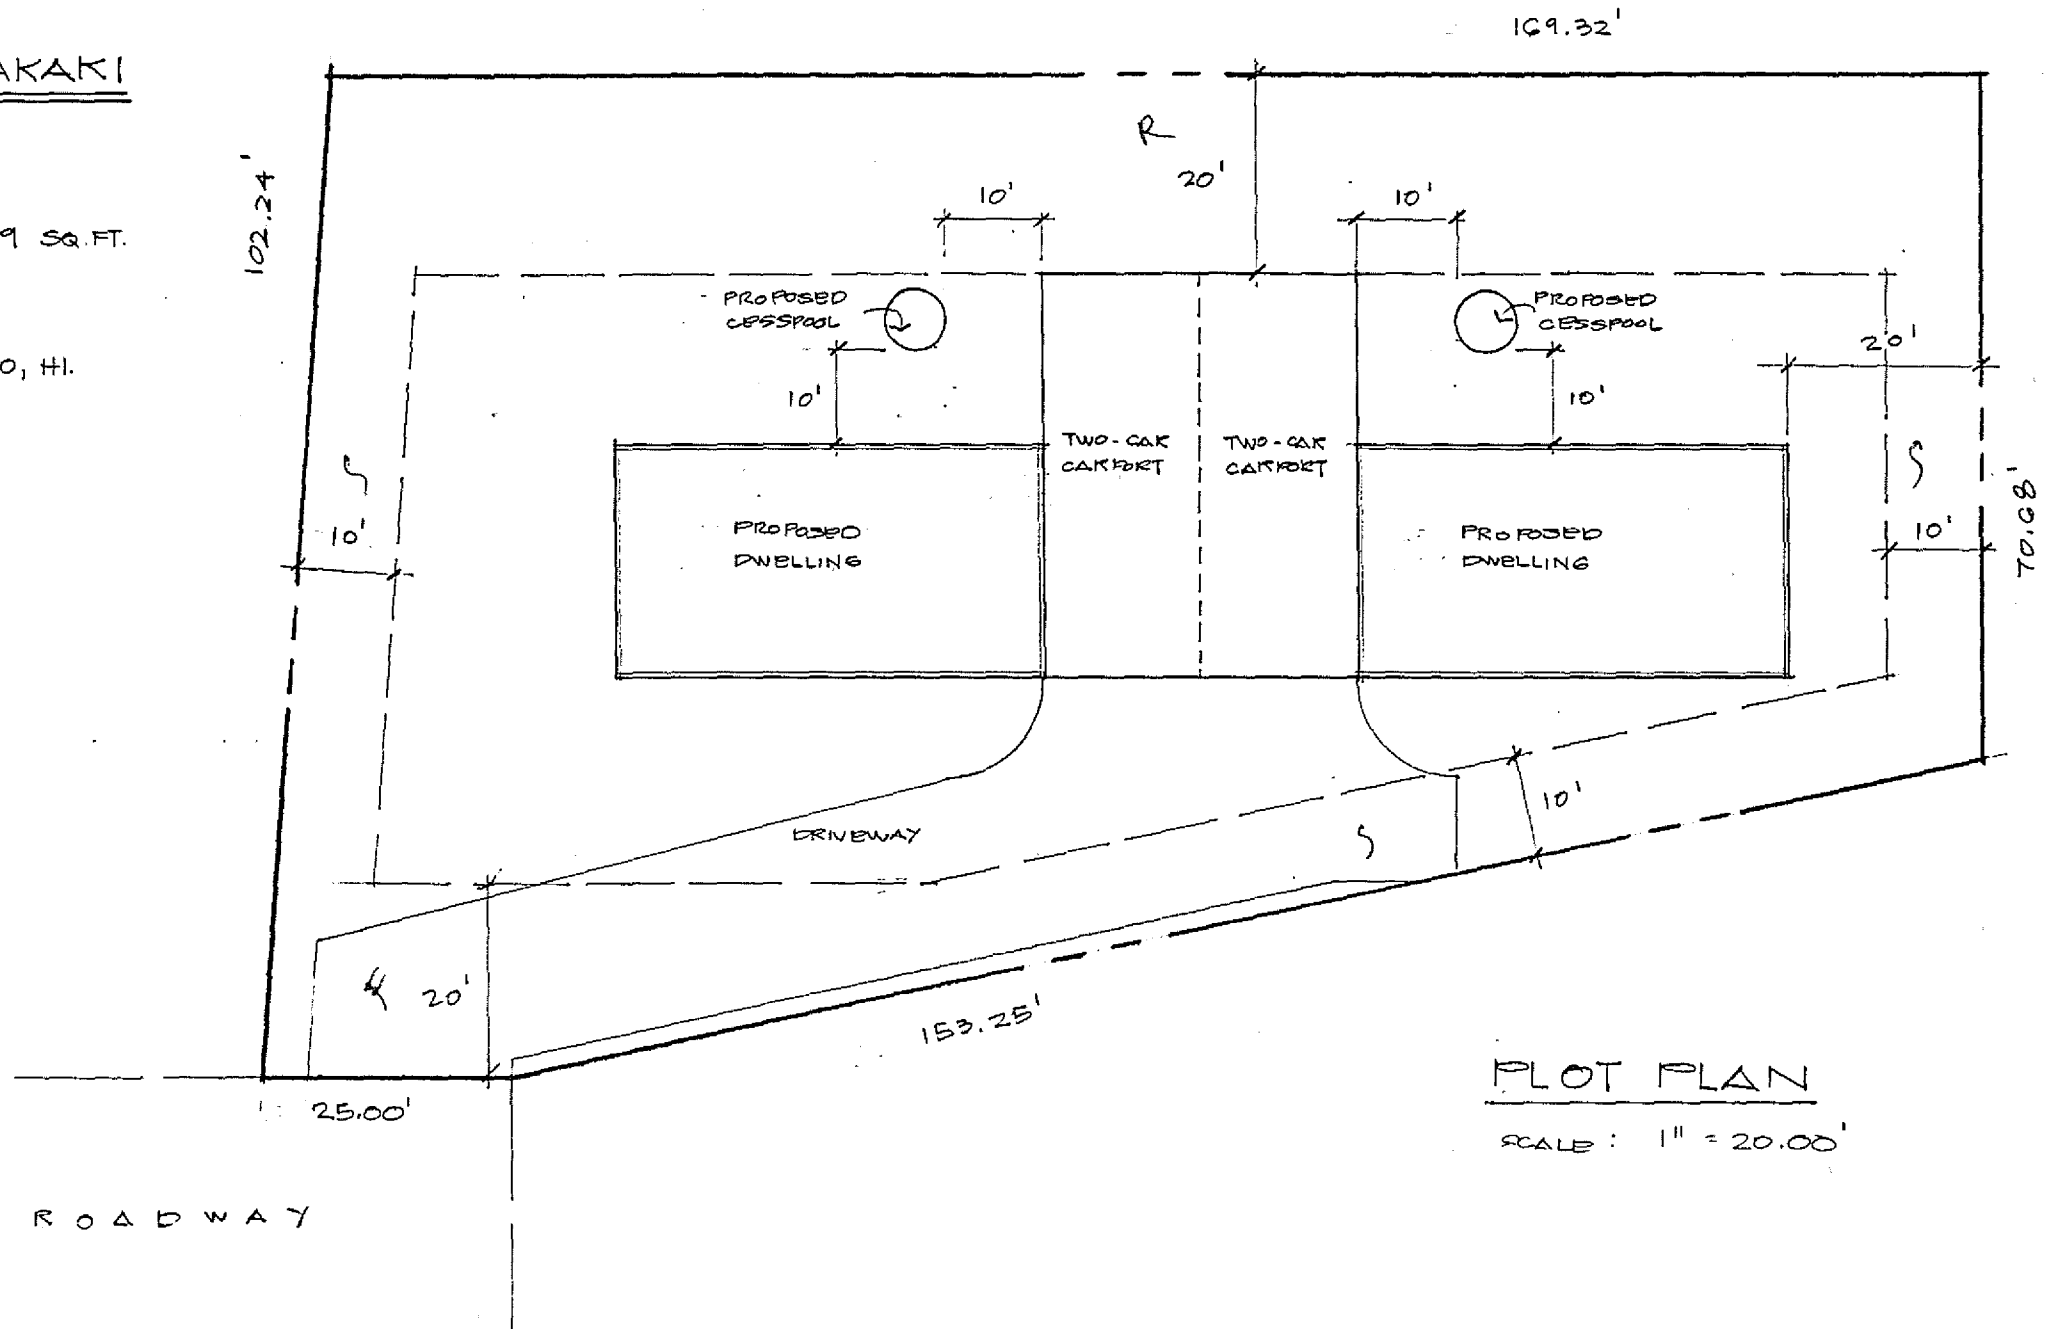 169.32'
AKAKI
R
102.24'
20'
10'
10'
9 SQ.FT.
PROPOSED
CESSPOOL
PROPOSED
CESSPOOL
20'
O, HI.
10'
10'
TWO-CAR
CARPORT
TWO-CAR
CARPORT
S
S
70.68'
10'
PROPOSED
DWELLING
PROPOSED
DWELLING
10'
10'
DRIVEWAY
S
20'
153.25'
PLOT PLAN
25.00'
SCALE : 1" = 20.00'
ROADWAY